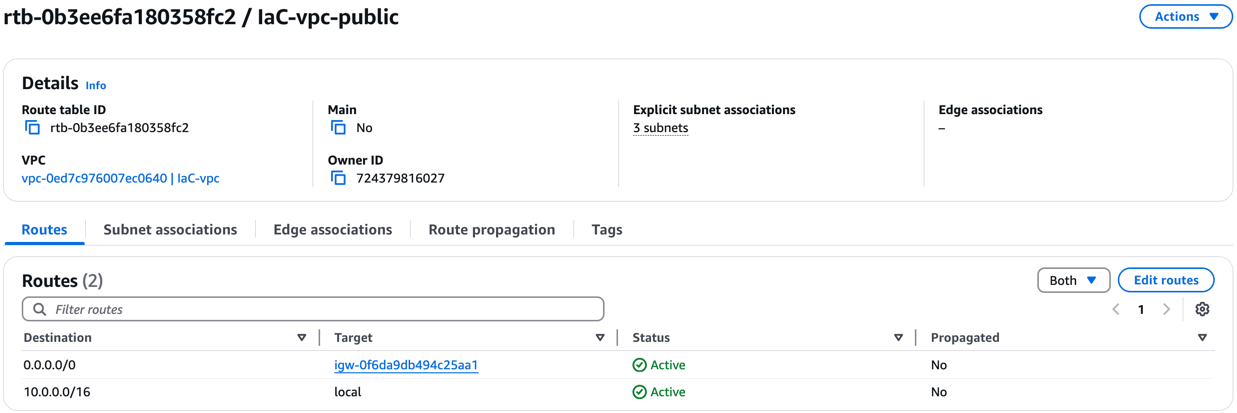 rtb-0b3ee6fa180358fc2 / IaC-vpc-public
Actions
Details Info
Route table ID
rtb-0b3ee6fa180358fc2
Main
No
Explicit subnet associations
3 subnets
Edge associations
–
VPC
vpc-0ed7c976007ec0640 | IaC-vpc
Owner ID
724379816027
Routes Subnet associations Edge associations Route propagation Tags
Routes (2)
Both
Edit routes
Filter routes
1
Destination Target Status Propagated
0.0.0.0/0 igw-0f6da9db494c25aa1 Active No
10.0.0.0/16 local Active No